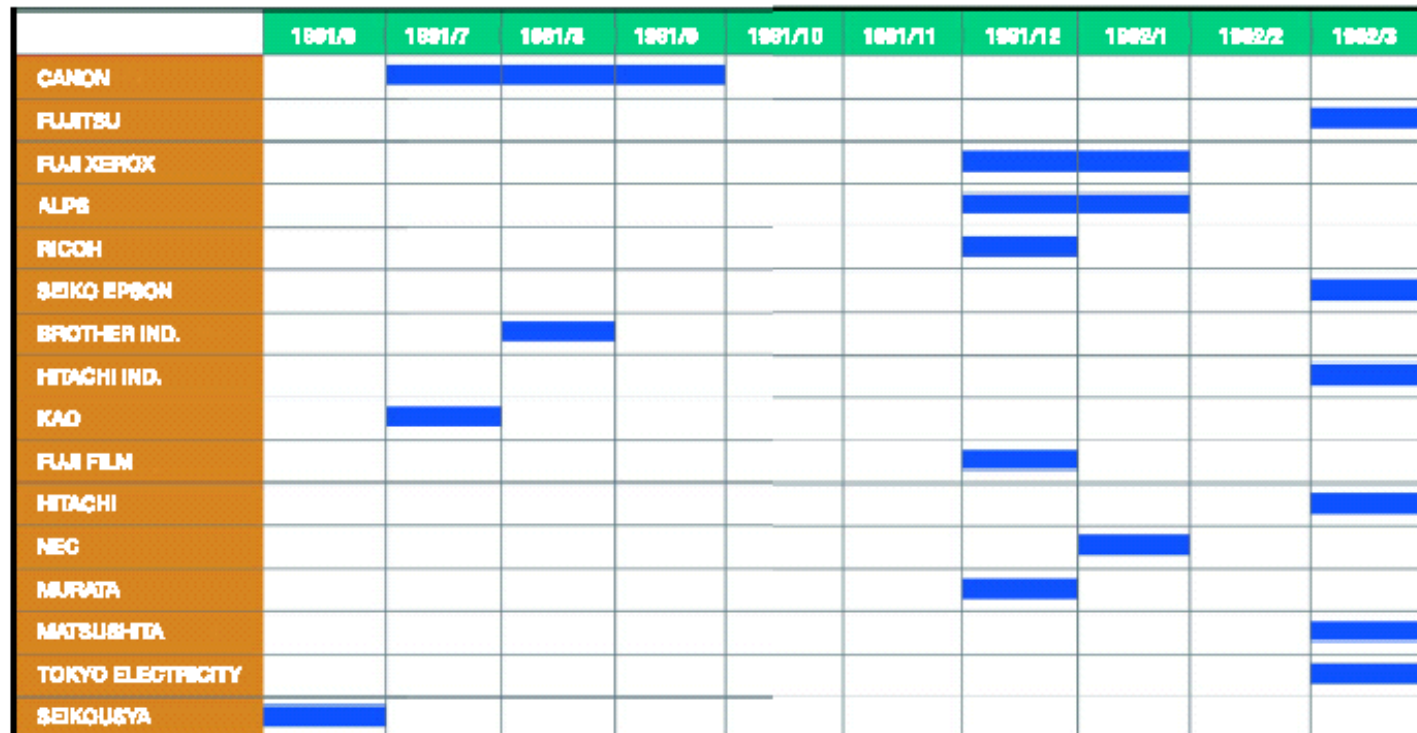 1991/6 1991/7 1991/8 1991/9 1991/10 1991/11 1991/12 1992/1 1992/2 1992/3
CANON
FUJITSU
FUJI XEROX
ALPS
RICOH
SEIKO EPSON
BROTHER IND.
HITACHI IND.
KAO
FUJI FILM
HITACHI
NEC
MURATA
MATSUSHITA
TOKYO ELECTRICITY
SEIKOUSYA